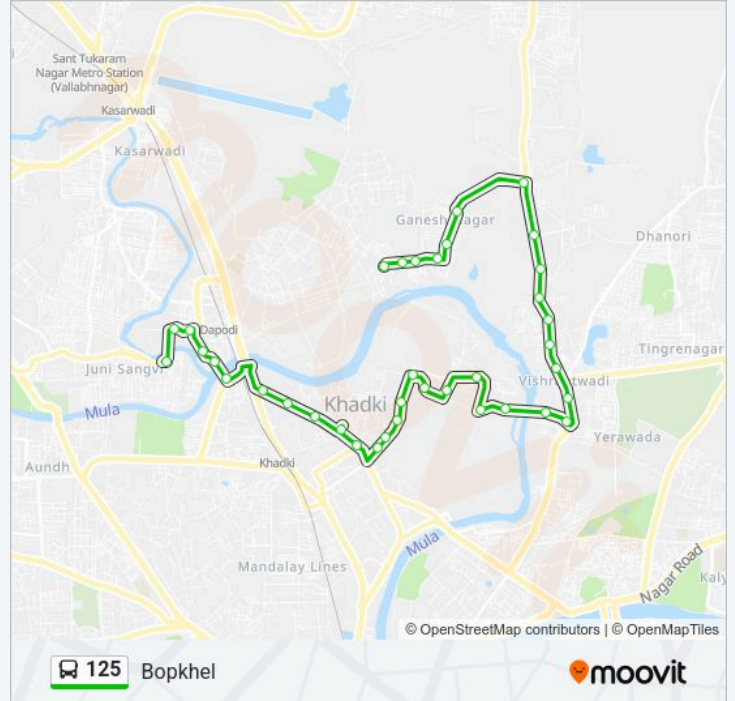 Sant Tukaram
Nagar Metro Station
(Vallabhnagar)
Kasarwadi
Kasarwadi
Ganesh Nagar
Dhanori
Dapodi
Juni Sangvi
Tingrenagar
Vishrantwadi
Mula
Khadki
Yerawada
Aundh
Khadki
Mula
Mandalay Lines
Nagar Road
Kaly
© OpenStreetMap contributors | © OpenMapTiles
125 Bopkhel
moovit